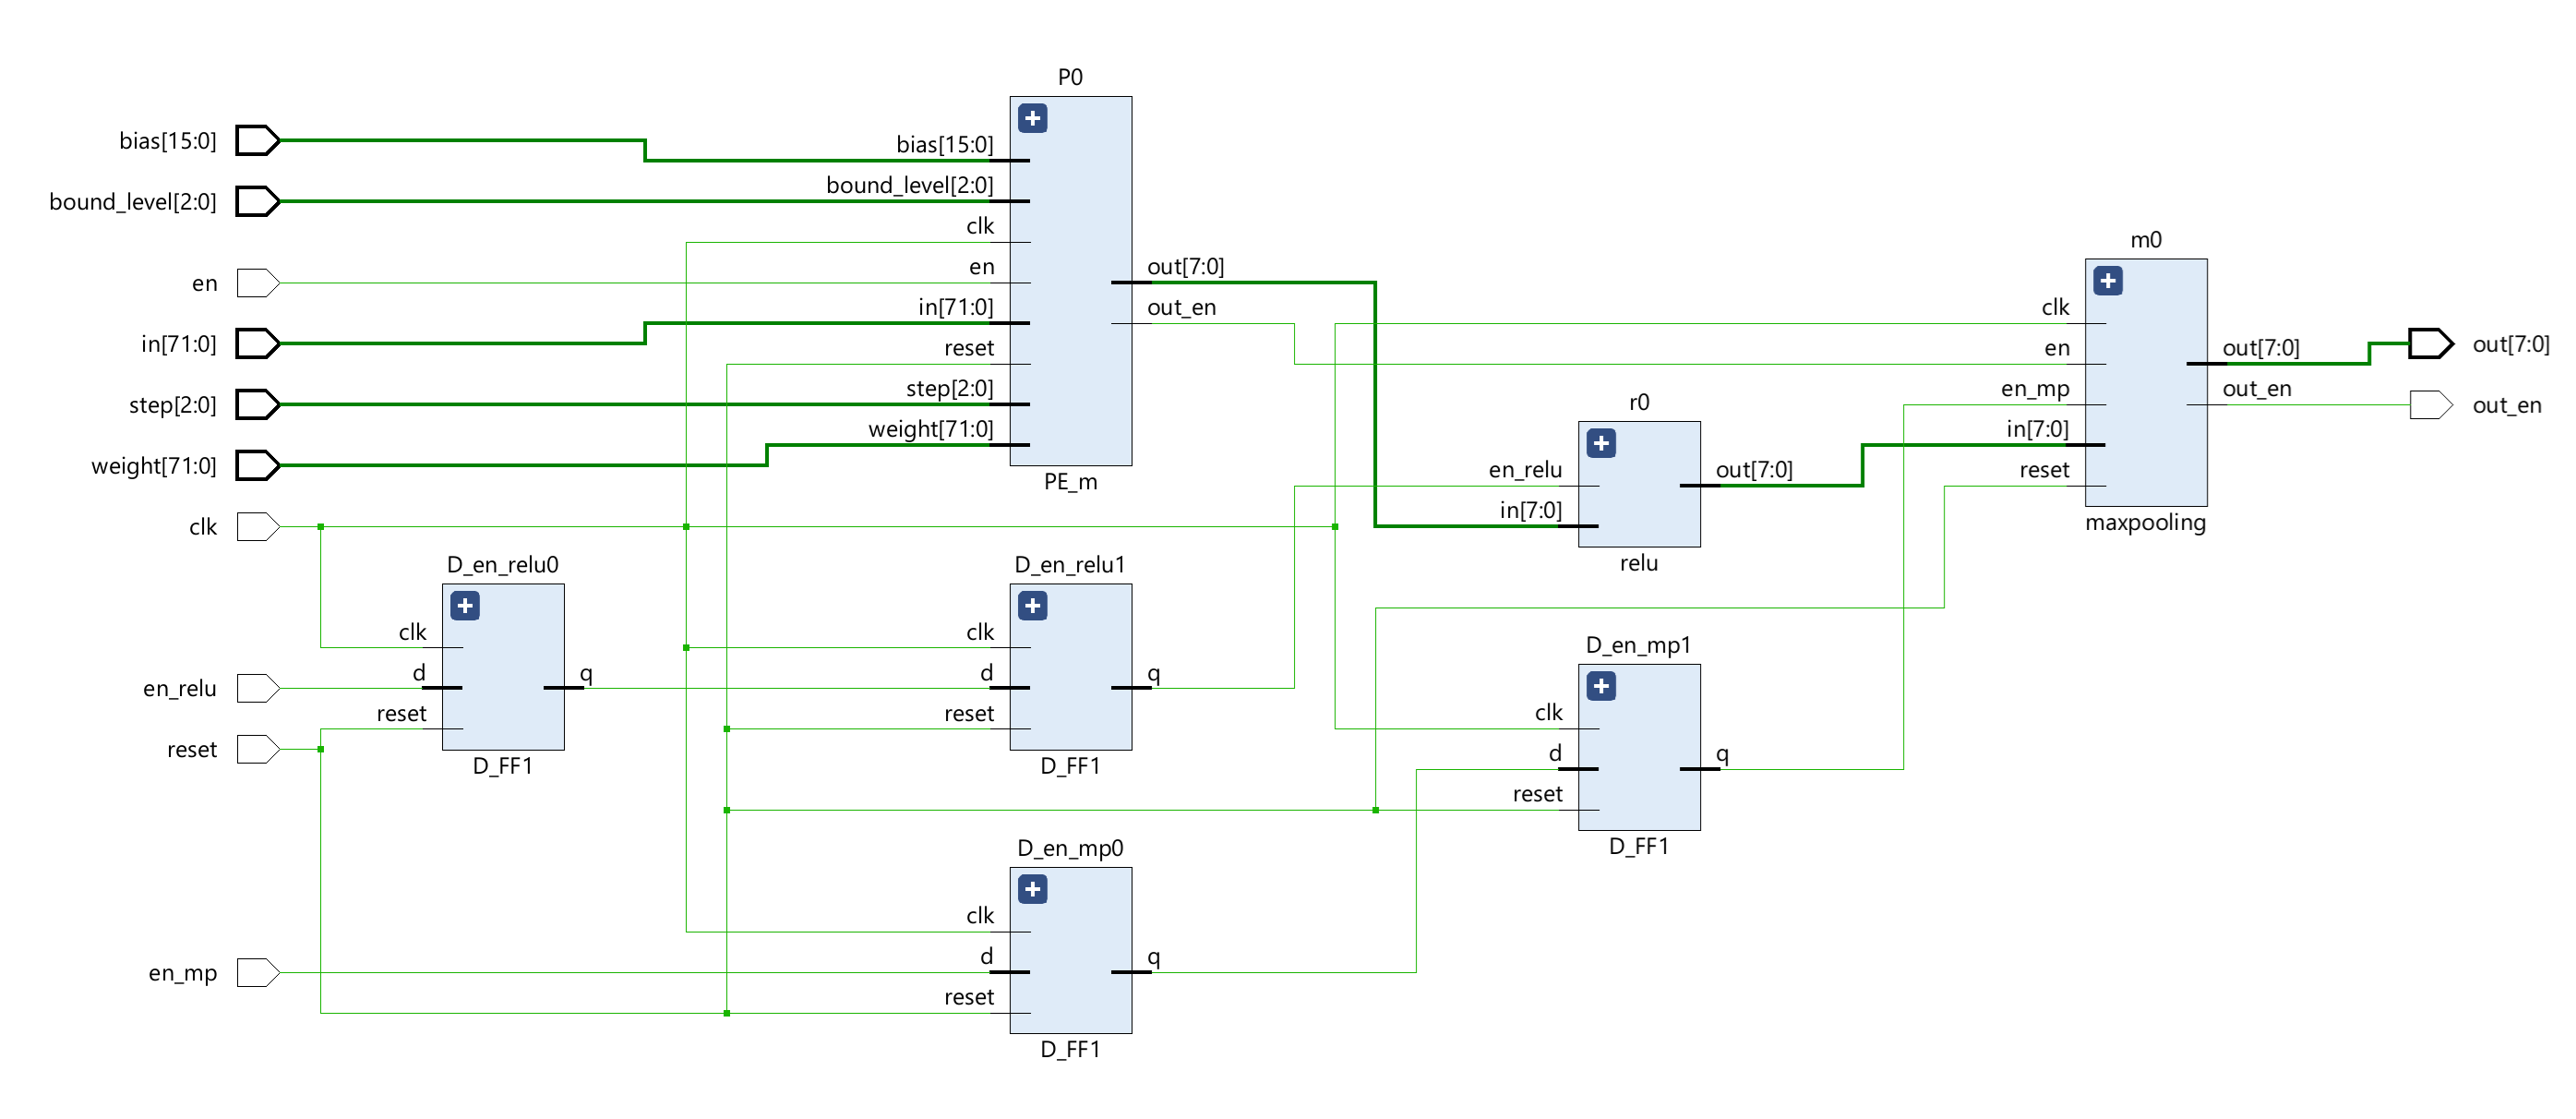 P0
bias[15:0]
bias[15:0]
bound_level[2:0]
bound_level[2:0]
clk
en
en
in[71:0]
in[71:0]
reset
step[2:0]
step[2:0]
weight[71:0]
weight[71:0]
out[7:0]
out_en
PE_m
m0
clk
en
en_mp
in[7:0]
reset
out[7:0]
out_en
maxpooling
out[7:0]
out_en
r0
en_relu
in[7:0]
out[7:0]
relu
clk
D_en_relu0
clk
d
reset
q
D_FF1
en_relu
reset
D_en_relu1
clk
d
reset
q
D_FF1
D_en_mp1
clk
d
reset
q
D_FF1
D_en_mp0
clk
d
reset
q
D_FF1
en_mp